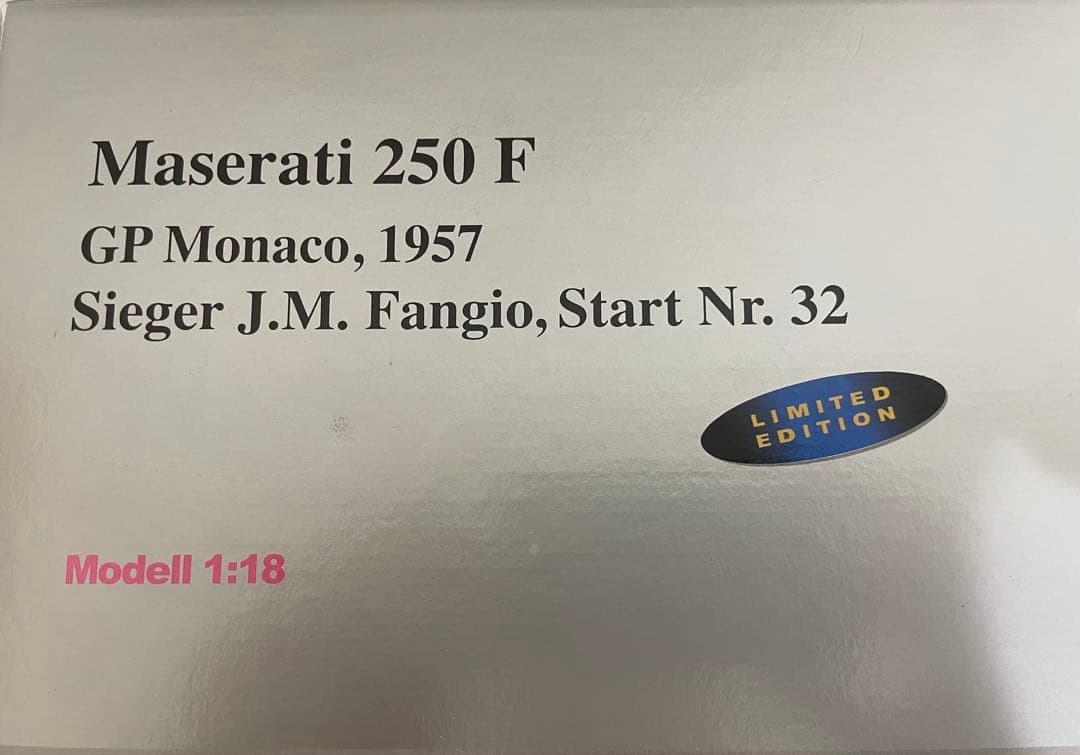 Maserati 250 F
GP Monaco, 1957
Sieger J.M. Fangio, Start Nr. 32
LIMITED
EDITION
Modell 1:18